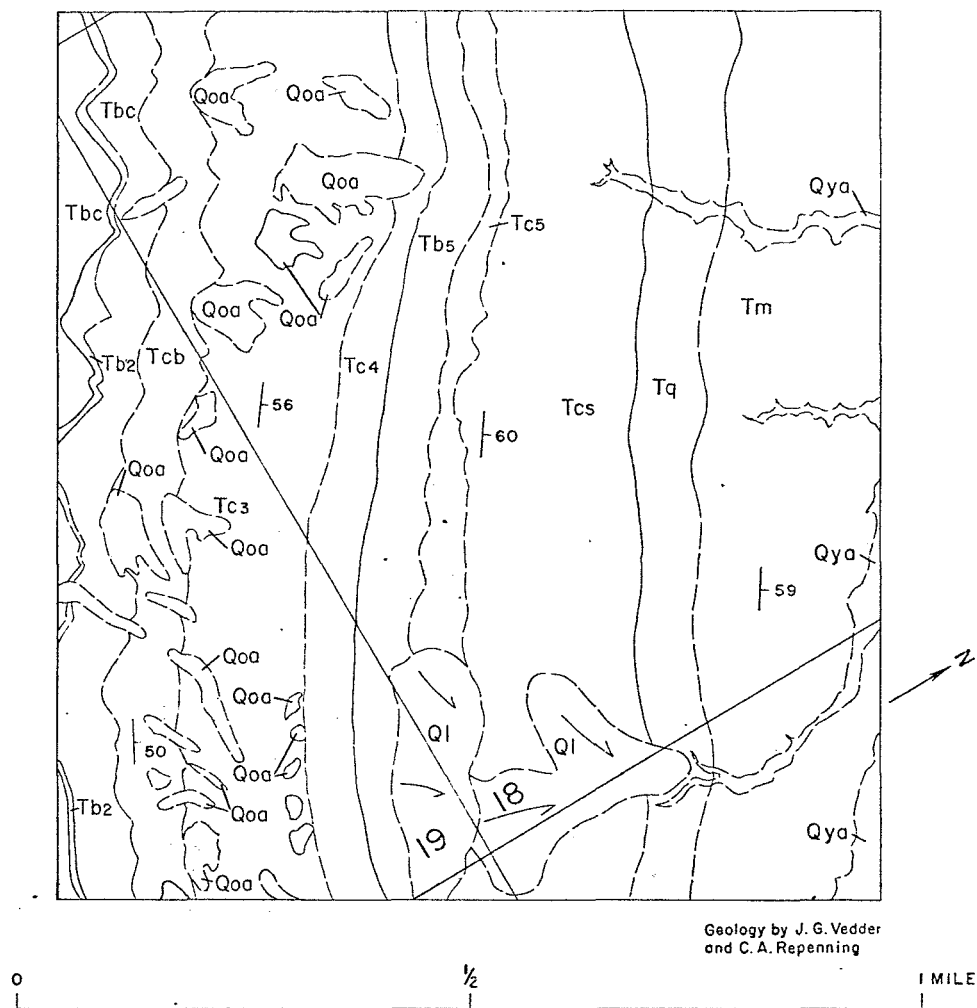 Qoa
Qoa
Tbc
Qoa
Qya
Tbc
Tc5
Tb5
Tm
Qoa
Qoa
Tb2
Tcb
Tc4
Tq
56
Tcs
60
Qoa
Qoa
Tc3
Qoa
Qya
59
Qoa
N
Qoa
Ql
Ql
50
Qoa
18
Tb2
Qoa
19
Qya
Qoa
Geology by J. G. Vedder
and C. A. Repenning
0 ½ 1 MILE